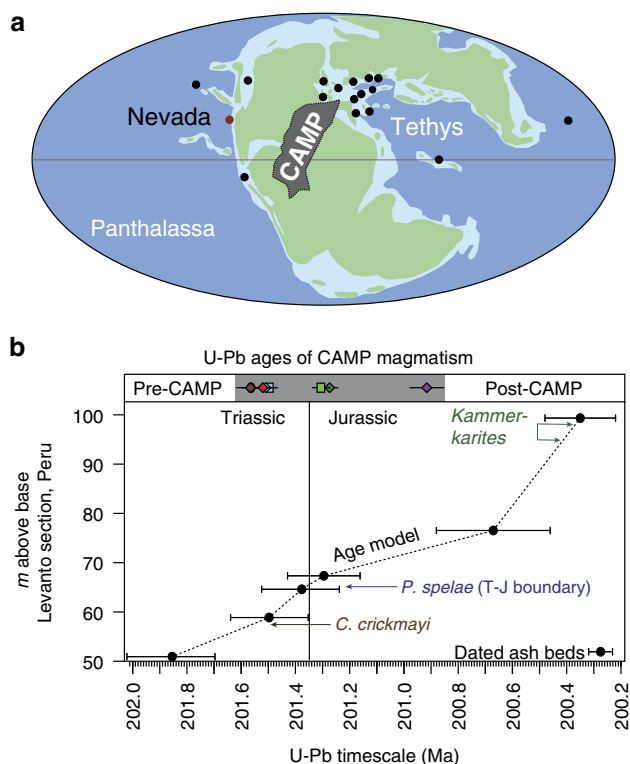 a
Nevada
CAMP
Tethys
Panthalassa
b
U-Pb ages of CAMP magmatism
Pre-CAMP
Post-CAMP
Triassic
Jurassic
Kammer-
karites
Age model
P. spelae (T-J boundary)
C. crickmayi
Dated ash beds
m above base
Levanto section, Peru
100
90
80
70
60
50
202.0
201.8
201.6
201.4
201.2
201.0
200.8
200.6
200.4
200.2
U-Pb timescale (Ma)